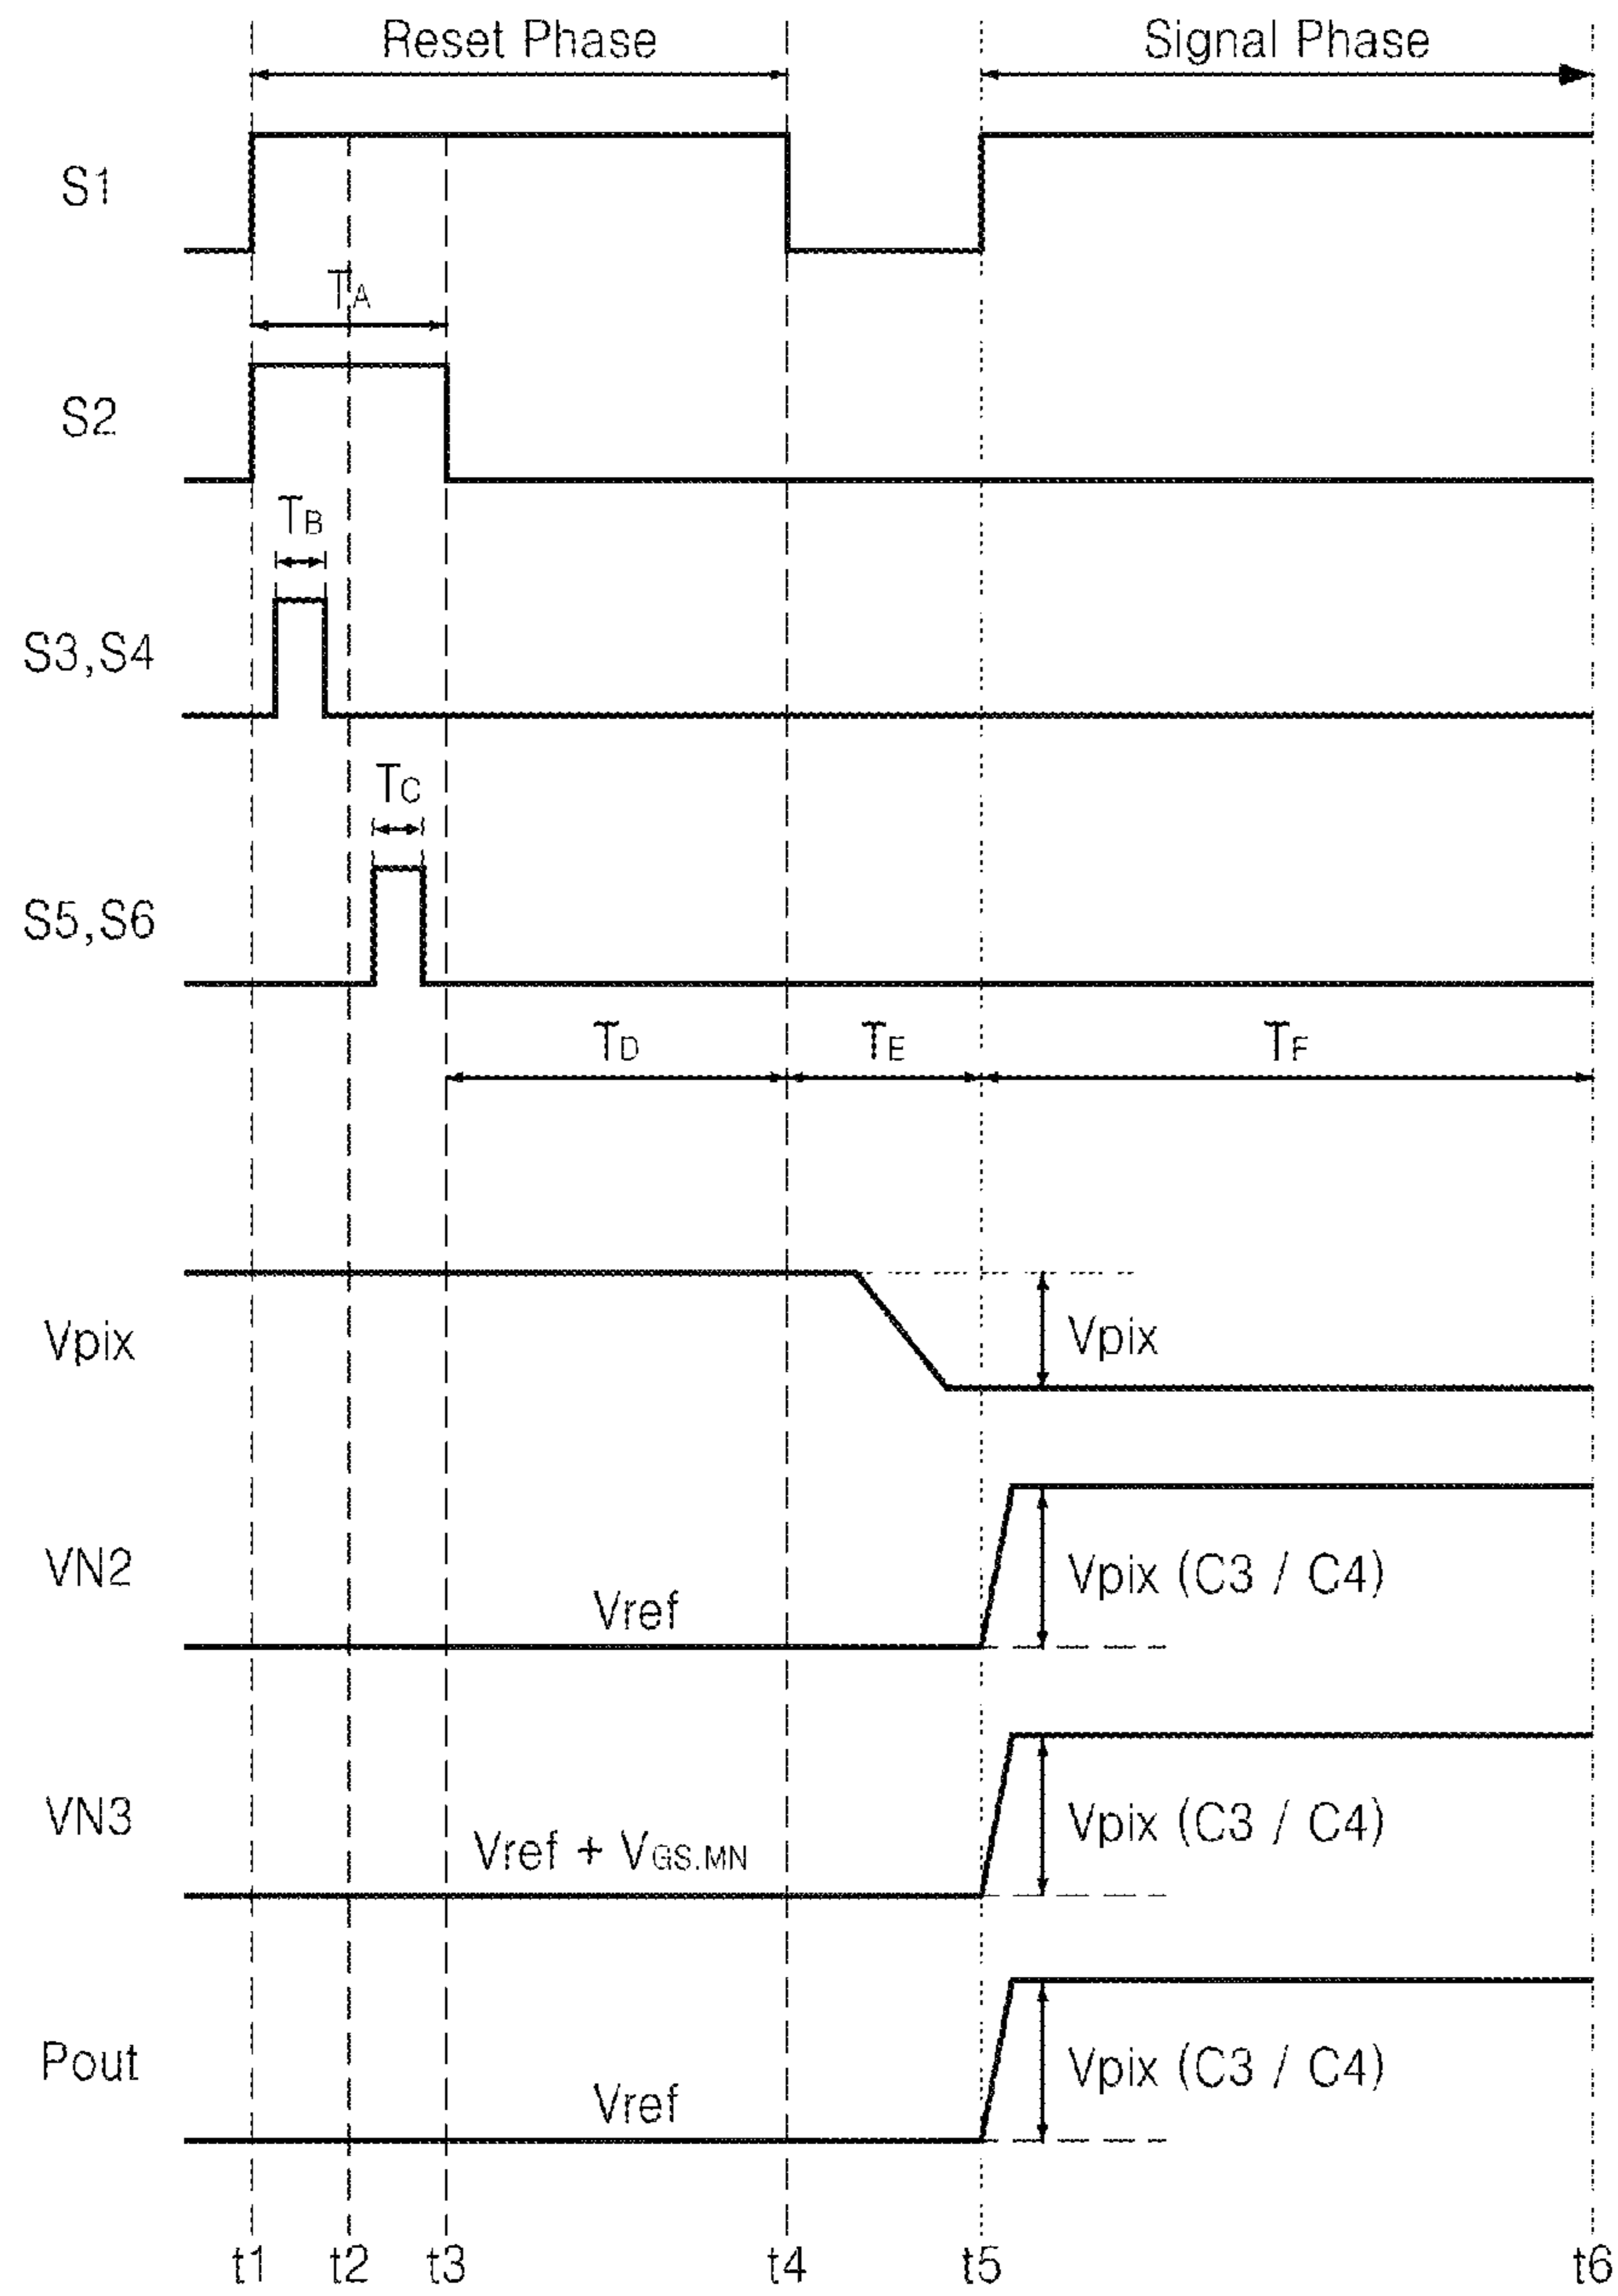 Reset Phase Signal Phase
S1
TA
S2
TB
S3,S4
TC
S5,S6
TD TE TF
Vpix Vpix
VN2 Vpix (C3 / C4)
Vref
VN3 Vpix (C3 / C4)
Vref + VGS.MN
Pout Vpix (C3 / C4)
Vref
t1 t2 t3 t4 t5 t6